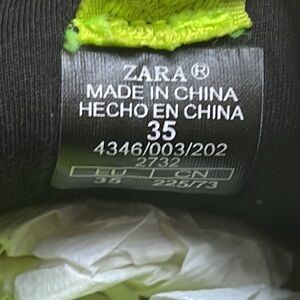 ZARA ®
MADE IN CHINA
HECHO EN CHINA
35
4346/003/202
2732
EU CN
35 225/73